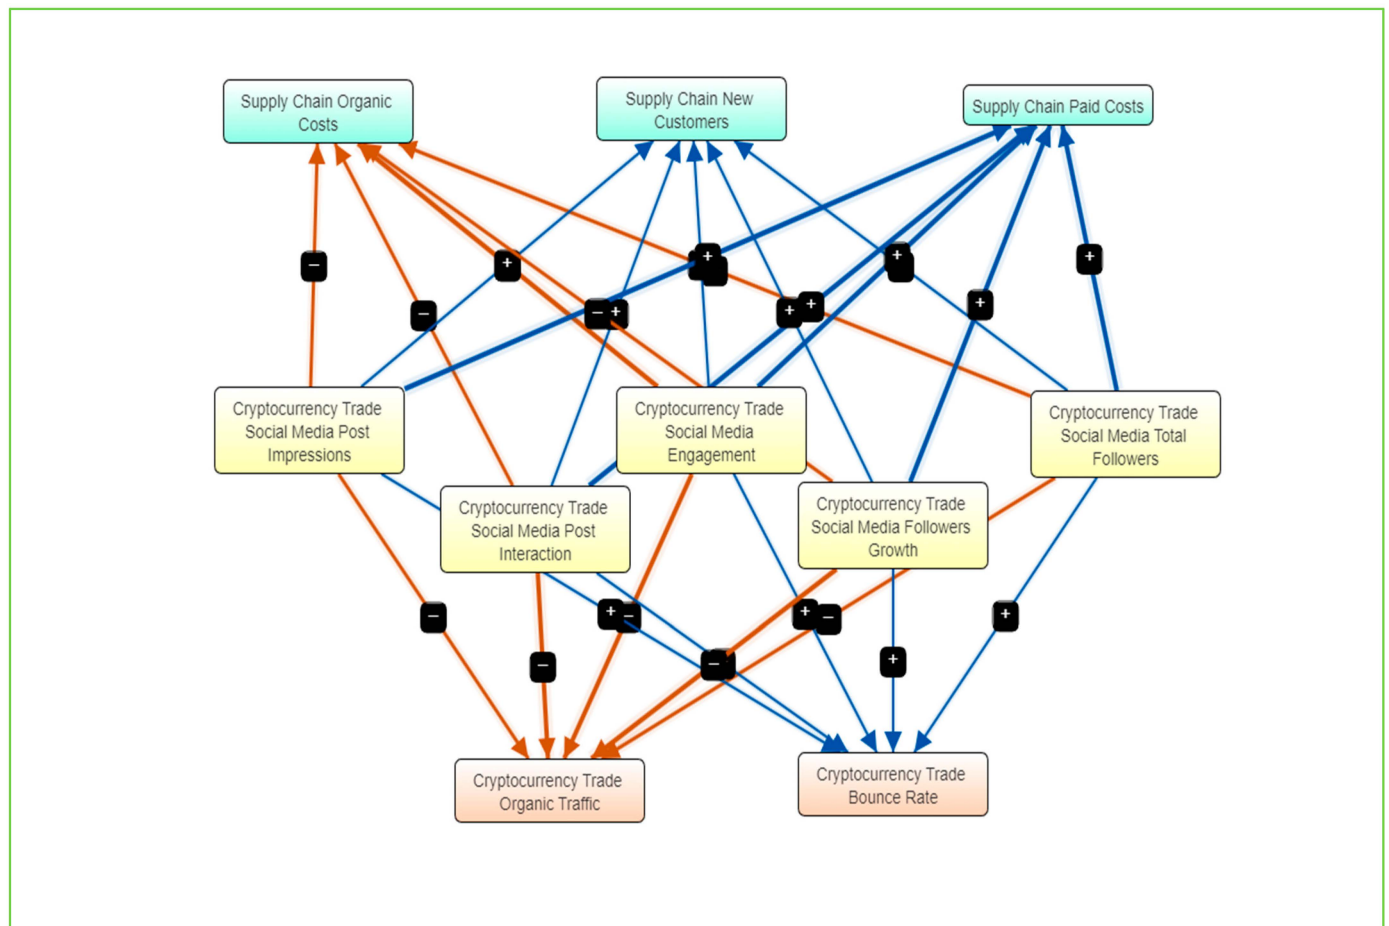 Supply Chain Organic
Costs
Supply Chain New
Customers
Supply Chain Paid Costs
−
+
−
− +
+
+ +
+
+
+
Cryptocurrency Trade
Social Media Post
Impressions
Cryptocurrency Trade
Social Media
Engagement
Cryptocurrency Trade
Social Media Total
Followers
Cryptocurrency Trade
Social Media Post
Interaction
Cryptocurrency Trade
Social Media Followers
Growth
−
+ −
+ −
+
−
−
+
Cryptocurrency Trade
Organic Traffic
Cryptocurrency Trade
Bounce Rate